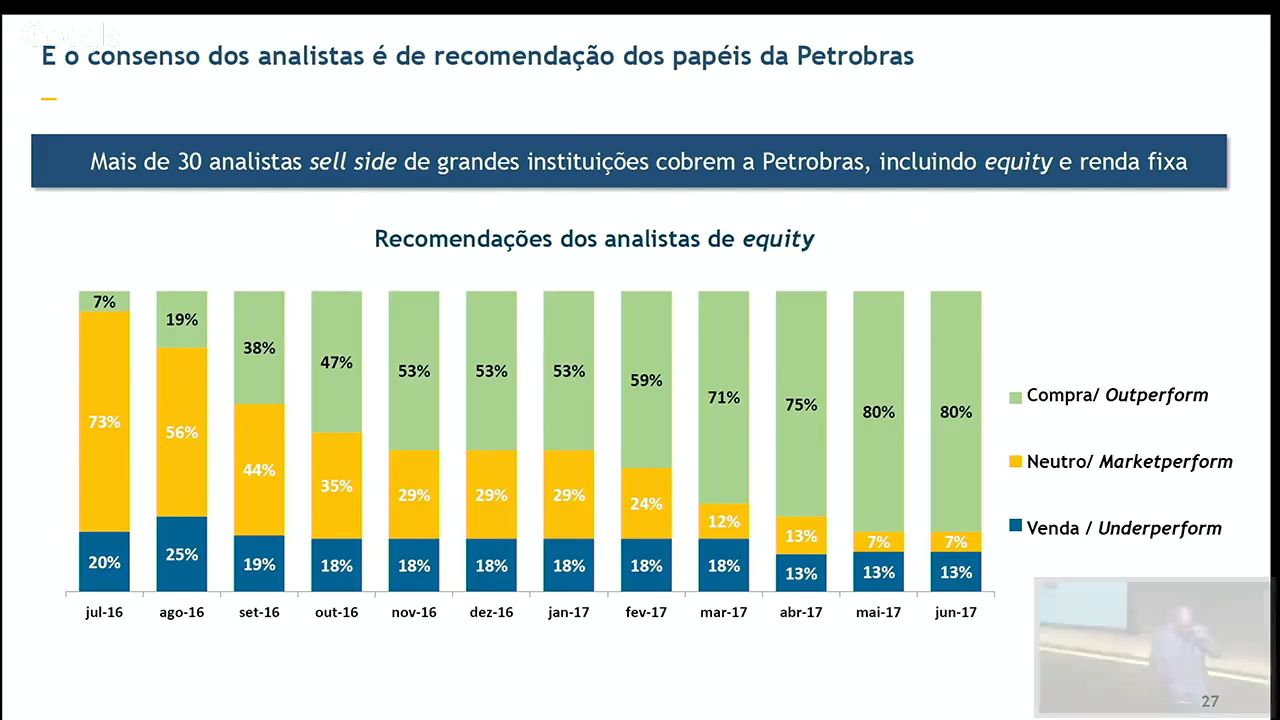 Google
E o consenso dos analistas é de recomendação dos papéis da Petrobras
Mais de 30 analistas sell side de grandes instituições cobrem a Petrobras, incluindo equity e renda fixa
Recomendações dos analistas de equity
7% 19% 38% 47% 53% 53% 53% 59% 71% 75% 80% 80%
73% 56% 44% 35% 29% 29% 29% 24% 12% 13% 7% 7%
20% 25% 19% 18% 18% 18% 18% 18% 18% 13% 13% 13%
jul-16 ago-16 set-16 out-16 nov-16 dez-16 jan-17 fev-17 mar-17 abr-17 mai-17 jun-17
Compra/ Outperform
Neutro/ Marketperform
Venda / Underperform
27